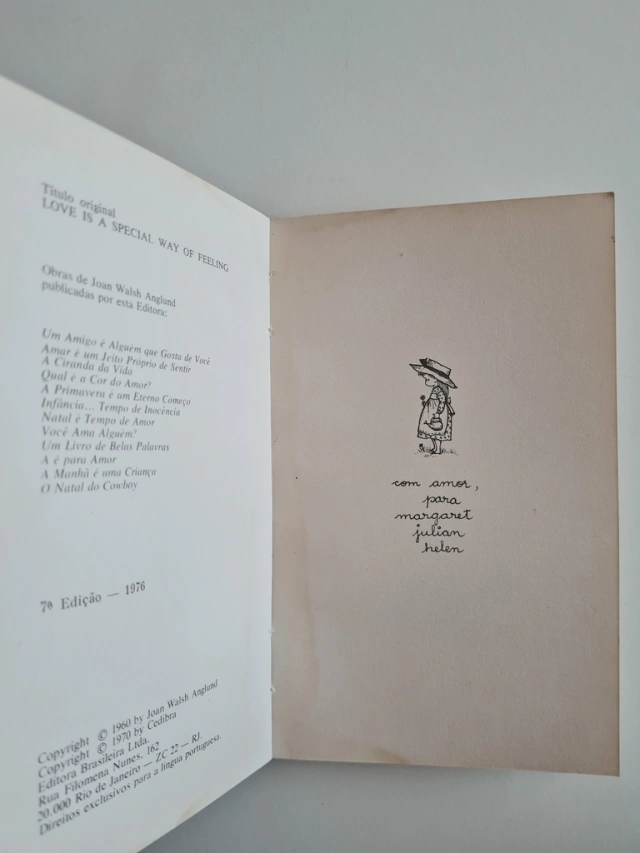 Título original
LOVE IS A SPECIAL WAY OF FEELING
Obras de Joan Walsh Anglund
publicadas por esta Editora:
Um Amigo é Alguém que Gosta de Você
Amar é um Jeito Próprio de Sentir
A Ciranda da Vida
Qual é a Cor do Amor?
A Primavera é um Eterno Começo
Infância... Tempo de Inocência
Natal é Tempo de Amor
Você Ama Alguém?
Um Livro de Belas Palavras
A é para Amor
A Manhã é uma Criança
O Natal do Cowboy
7ª Edição — 1976
Copyright © 1960 by Joan Walsh Anglund
Copyright © 1970 by Cedibra
Editora Brasileira Ltda.
Rua Filomena Nunes, 162
20.000 Rio de Janeiro — ZC 22 — RJ.
Direitos exclusivos para a língua portuguesa.
com amor,
para
margaret
julian
helen